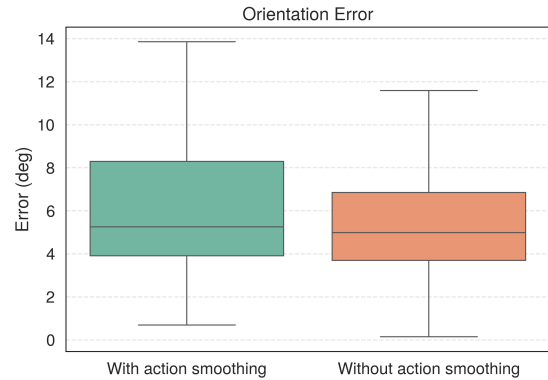 Orientation Error
Error (deg)
14
12
10
8
6
4
2
0
With action smoothing
Without action smoothing